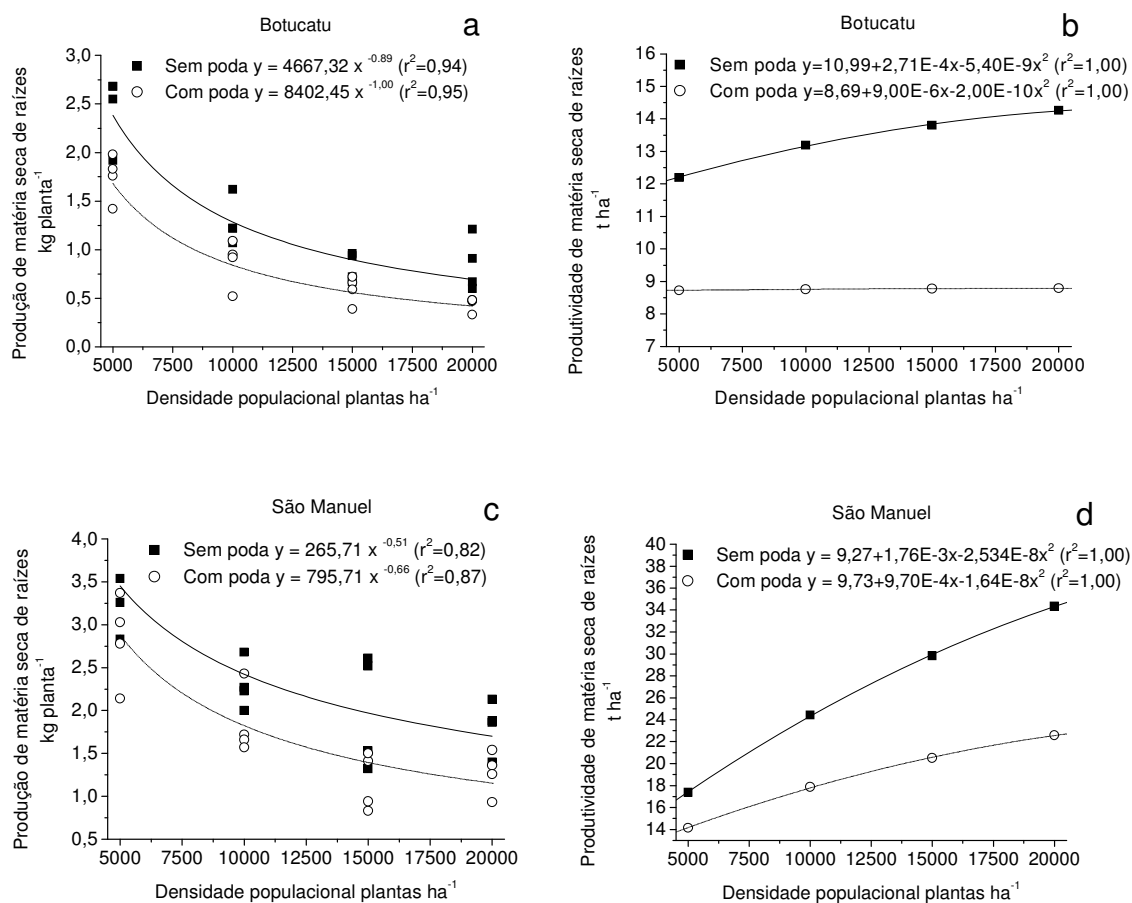 Botucatu
a
Sem poda y = 4667,32 x -0.89 (r2=0,94)
Com poda y = 8402,45 x -1,00 (r2=0,95)
3,0
2,5
2,0
1,5
1,0
0,5
0,0
Produção de matéria seca de raízes
kg planta-1
5000 7500 10000 12500 15000 17500 20000
Densidade populacional plantas ha-1
Botucatu
b
Sem poda y=10,99+2,71E-4x-5,40E-9x2 (r2=1,00)
Com poda y=8,69+9,00E-6x-2,00E-10x2 (r2=1,00)
16
15
14
13
12
11
10
9
8
7
Produtividade de matéria seca de raízes
t ha-1
5000 7500 10000 12500 15000 17500 20000
Densidade populacional plantas ha-1
São Manuel
c
Sem poda y = 265,71 x -0,51 (r2=0,82)
Com poda y = 795,71 x -0,66 (r2=0,87)
4,0
3,5
3,0
2,5
2,0
1,5
1,0
0,5
Produção de matéria seca de raízes
kg planta-1
5000 7500 10000 12500 15000 17500 20000
Densidade populacional plantas ha-1
São Manuel
d
Sem poda y = 9,27+1,76E-3x-2,534E-8x2 (r2=1,00)
Com poda y = 9,73+9,70E-4x-1,64E-8x2 (r2=1,00)
40
38
36
34
32
30
28
26
24
22
20
18
16
14
Produtividade de matéria seca de raízes
t ha-1
5000 7500 10000 12500 15000 17500 20000
Densidade populacional plantas ha-1